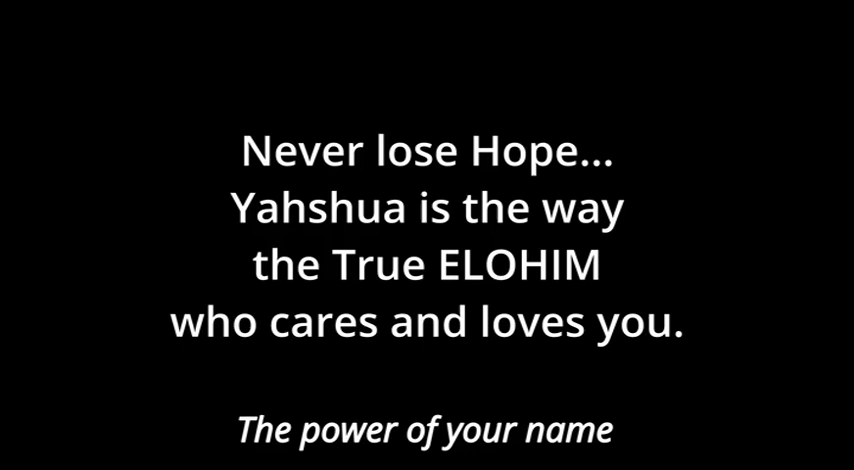 Never lose Hope...
Yahshua is the way
the True ELOHIM
who cares and loves you.
The power of your name